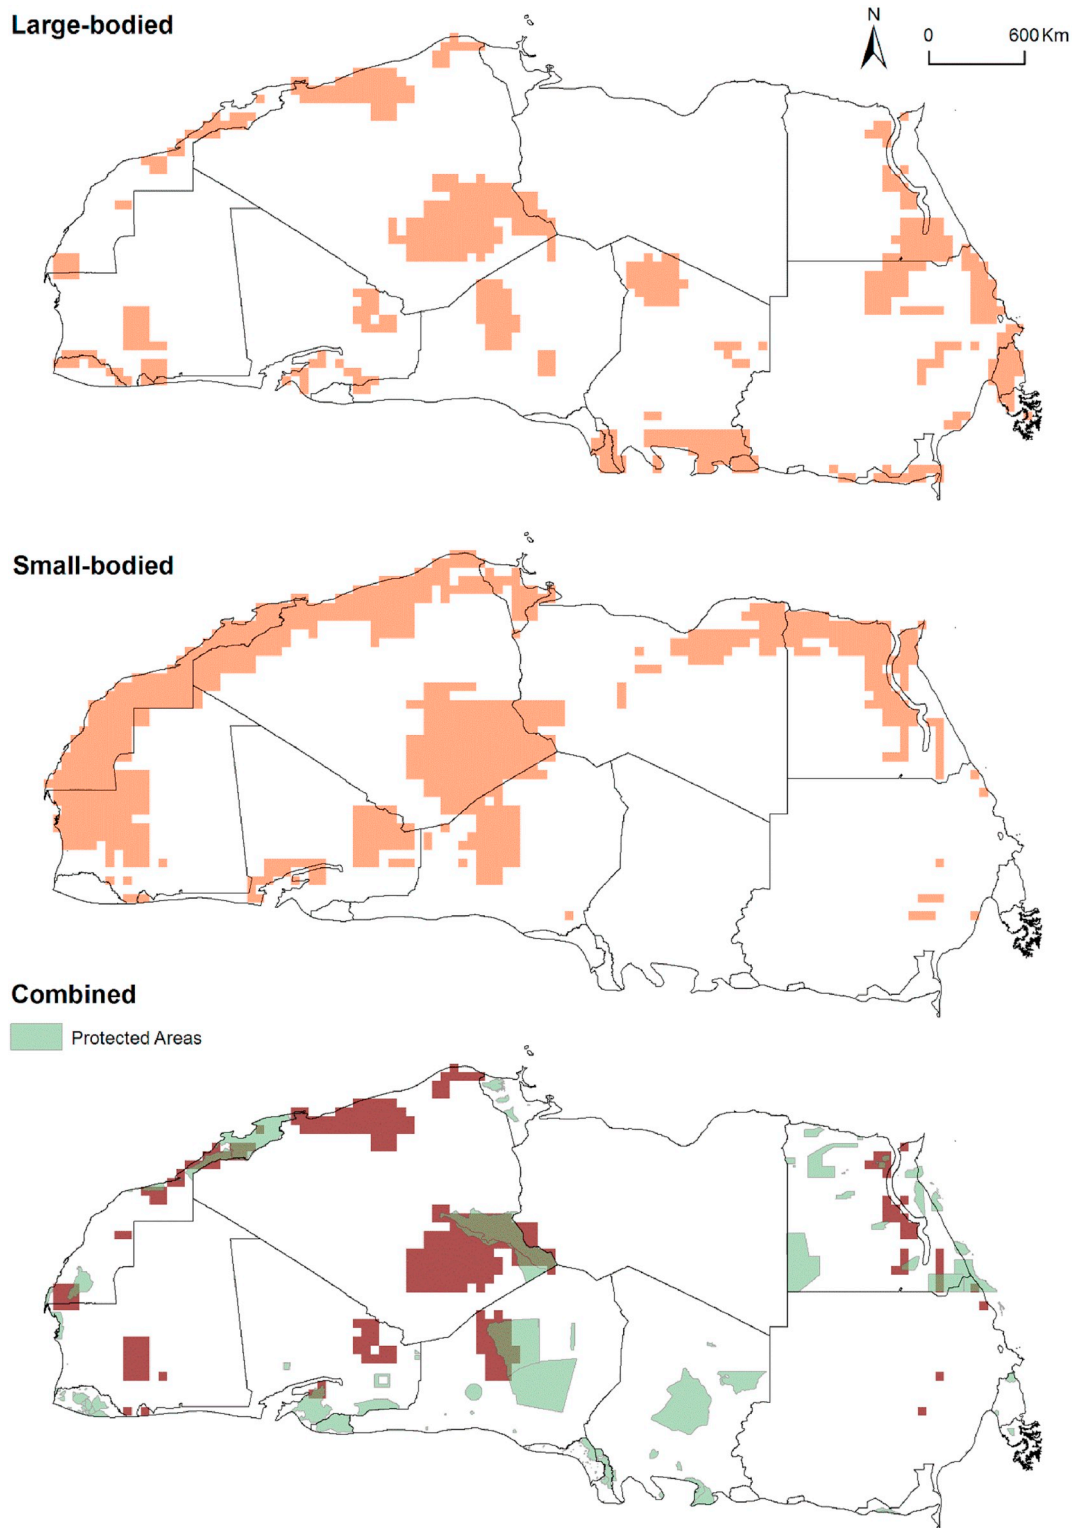 Large-bodied
N
0 600 Km
Small-bodied
Combined
Protected Areas